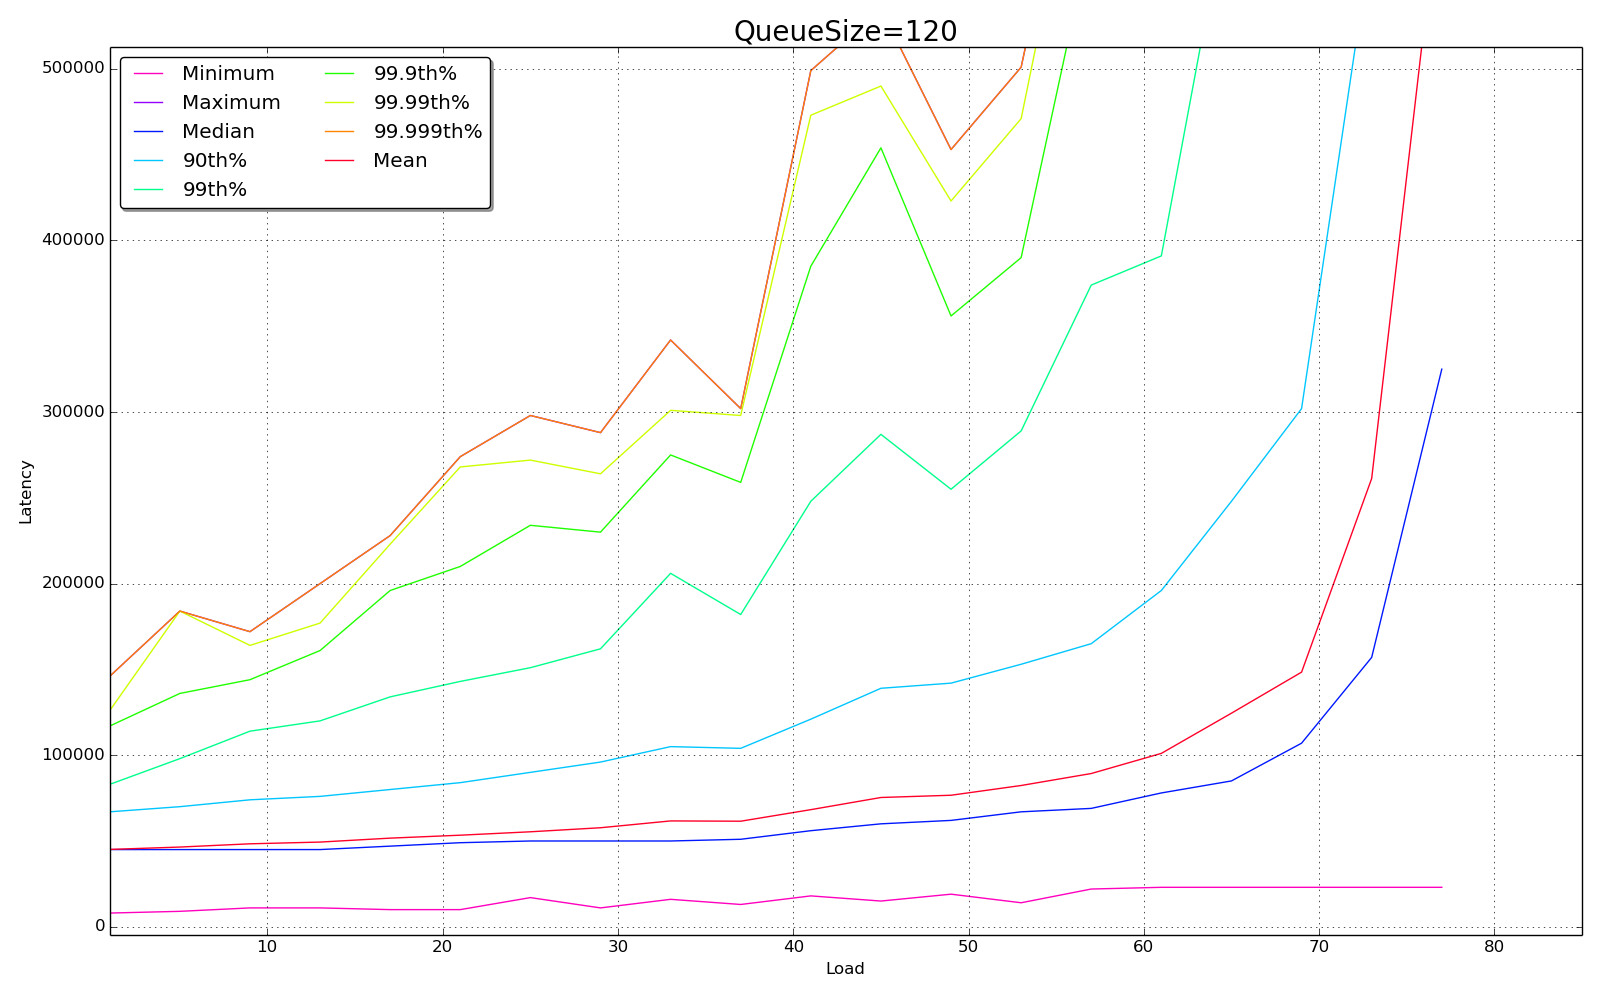 QueueSize=120
500000
400000
300000
200000
100000
0
Latency
Minimum
Maximum
Median
90th%
99th%
99.9th%
99.99th%
99.999th%
Mean
10 20 30 40 50 60 70 80
Load